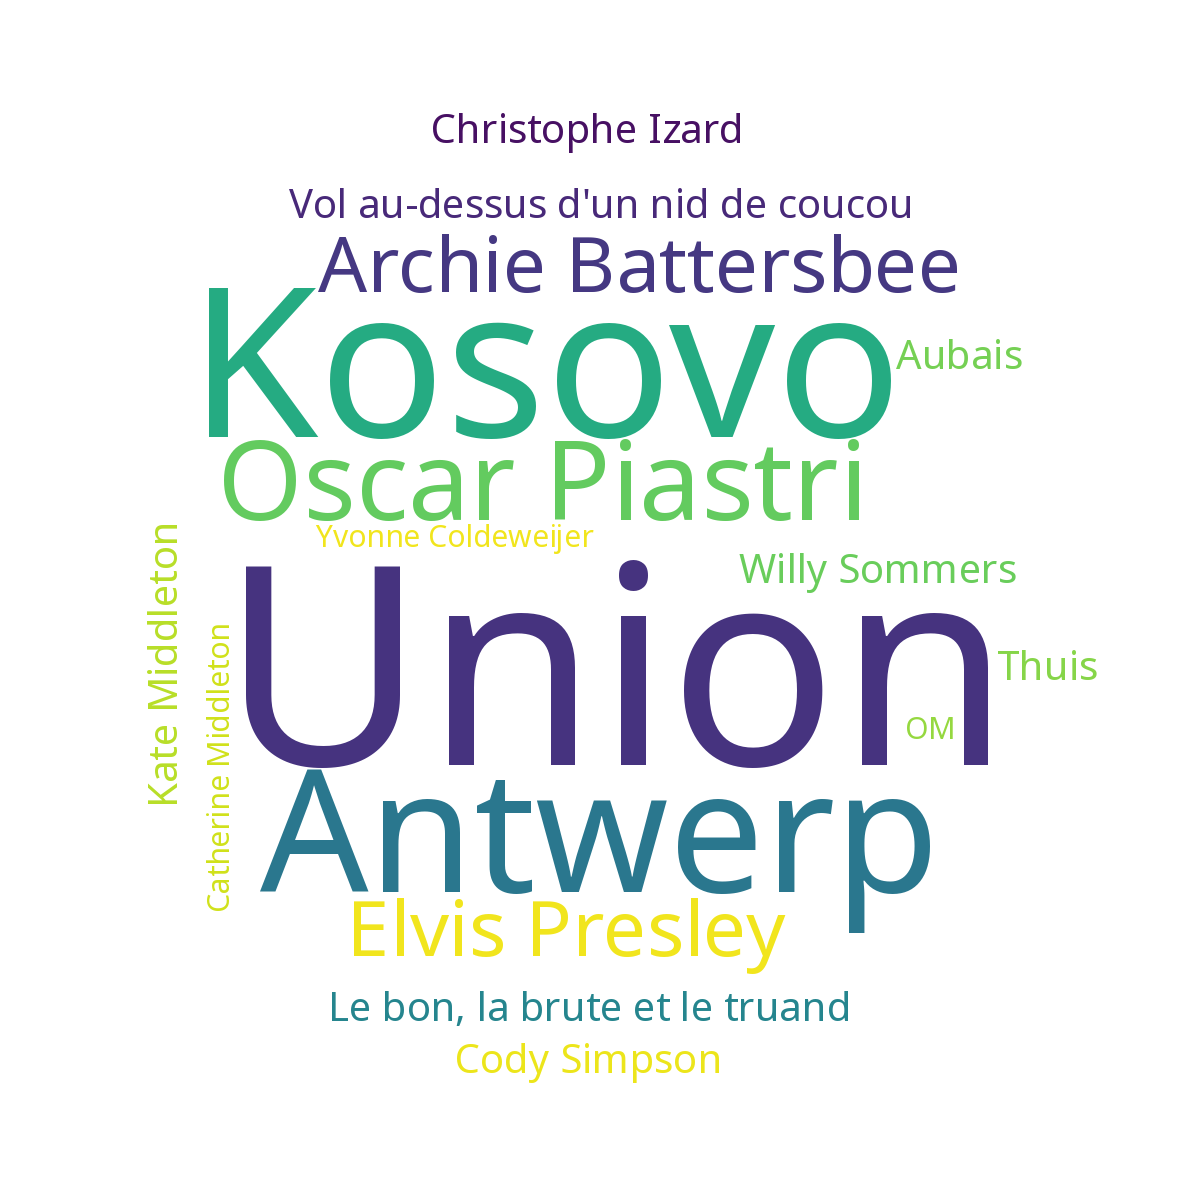 Christophe Izard
Vol au-dessus d'un nid de coucou
Archie Battersbee
Kosovo
Aubais
Oscar Piastri
Yvonne Coldeweijer
Willy Sommers
Kate Middleton
Catherine Middleton
Union
Thuis
OM
Antwerp
Elvis Presley
Le bon, la brute et le truand
Cody Simpson